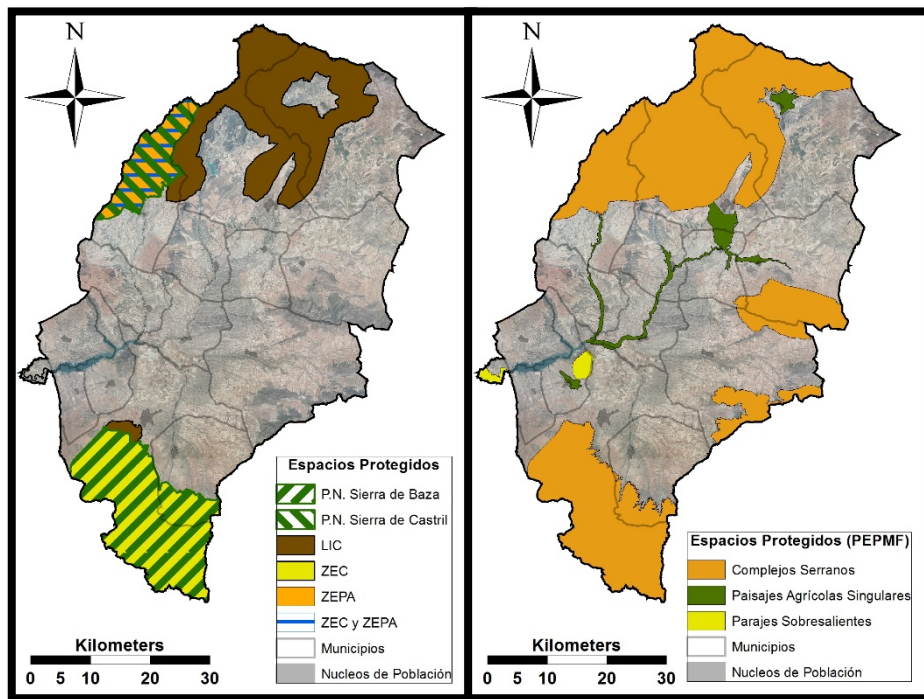 N
Espacios Protegidos
P.N. Sierra de Baza
P.N. Sierra de Castril
LIC
ZEC
ZEPA
ZEC y ZEPA
Municipios
Nucleos de Población
Kilometers
0 5 10 20 30
N
Espacios Protegidos (PEPMF)
Complejos Serranos
Paisajes Agrícolas Singulares
Parajes Sobresalientes
Municipios
Nucleos de Población
Kilometers
0 5 10 20 30